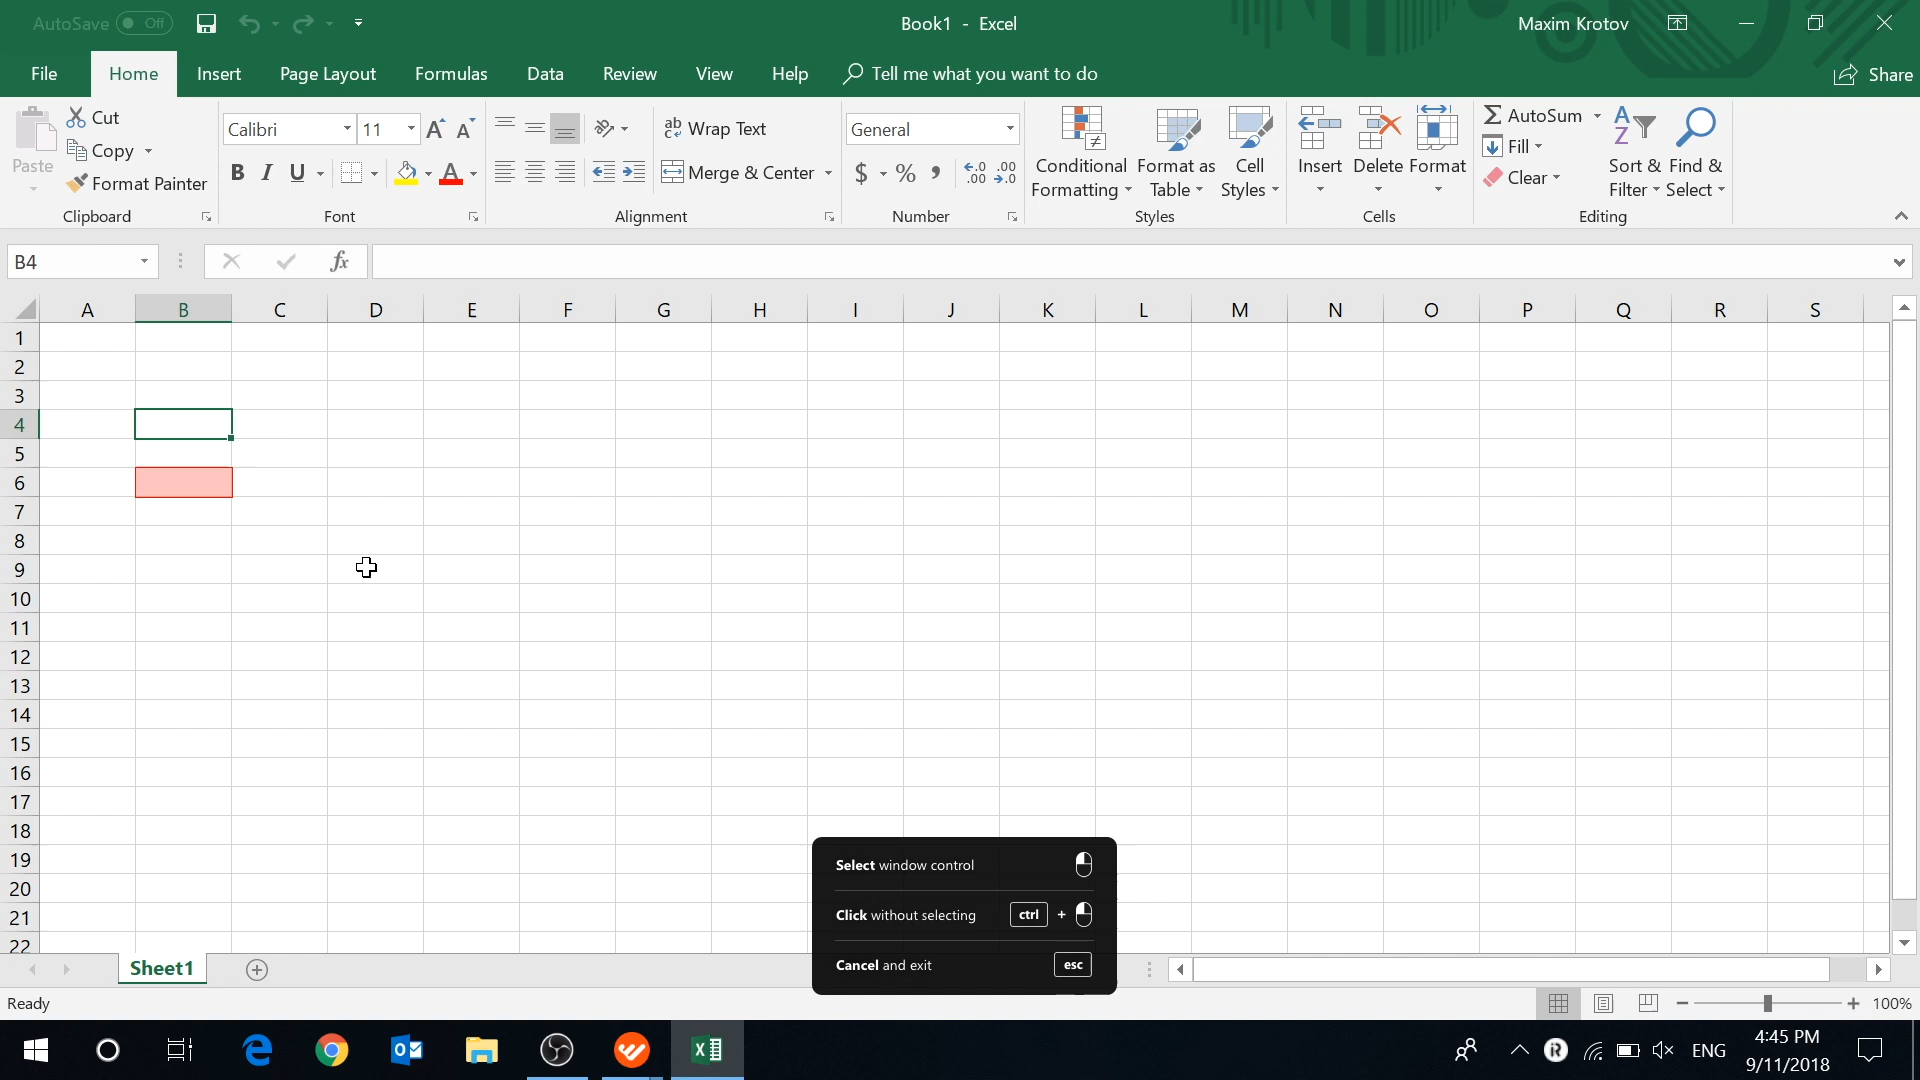 AutoSave Off
Book1 - Excel
Maxim Krotov
File Home Insert Page Layout Formulas Data Review View Help Tell me what you want to do Share
Paste
Cut
Copy
Format Painter
Clipboard
Calibri 11
B I U
Font
Wrap Text
Merge & Center
Alignment
General
$ % ,
Number
Conditional Formatting
Format as Table
Cell Styles
Styles
Insert Delete Format
Cells
AutoSum
Fill
Clear
Sort & Filter
Find & Select
Editing
B4 fx
A B C D E F G H I J K L M N O P Q R S
1
2
3
4
5
6
7
8
9
10
11
12
13
14
15
16
17
18
19
20
21
22
Select window control
Click without selecting ctrl +
Cancel and exit esc
Sheet1
Ready
100%
ENG
4:45 PM
9/11/2018